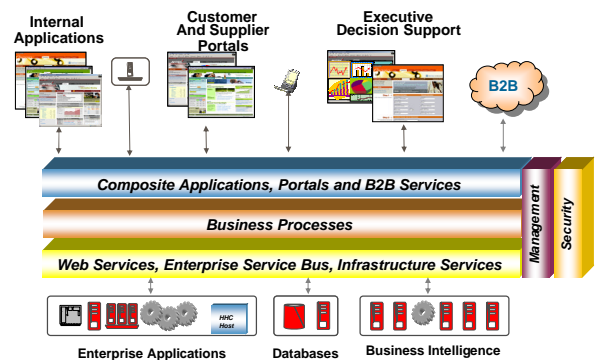 Internal
Applications
Customer
And Supplier
Portals
Executive
Decision Support
B2B
Composite Applications, Portals and B2B Services
Business Processes
Web Services, Enterprise Service Bus, Infrastructure Services
Management
Security
HHC
Host
Enterprise Applications
Databases
Business Intelligence